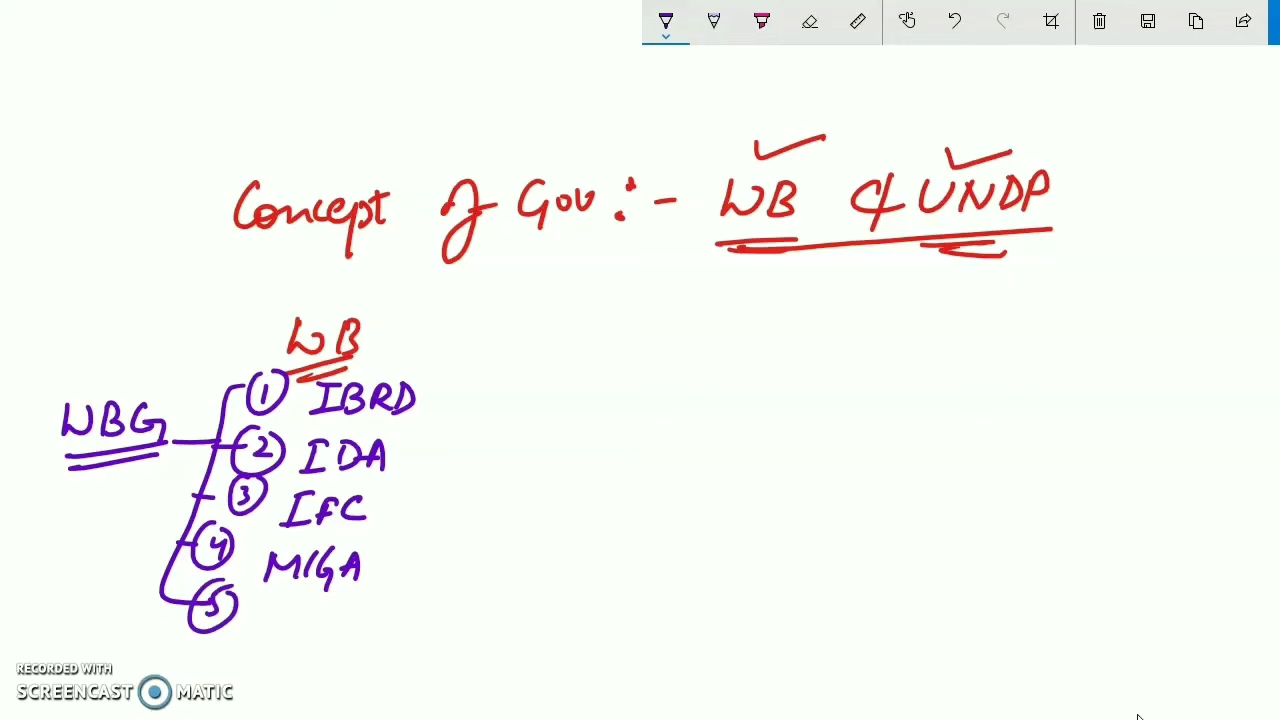 Concept of Gov :- WB & UNDP
WB
WBG
① IBRD
② IDA
③ IFC
④ MIGA
⑤
RECORDED WITH
SCREENCAST MATIC